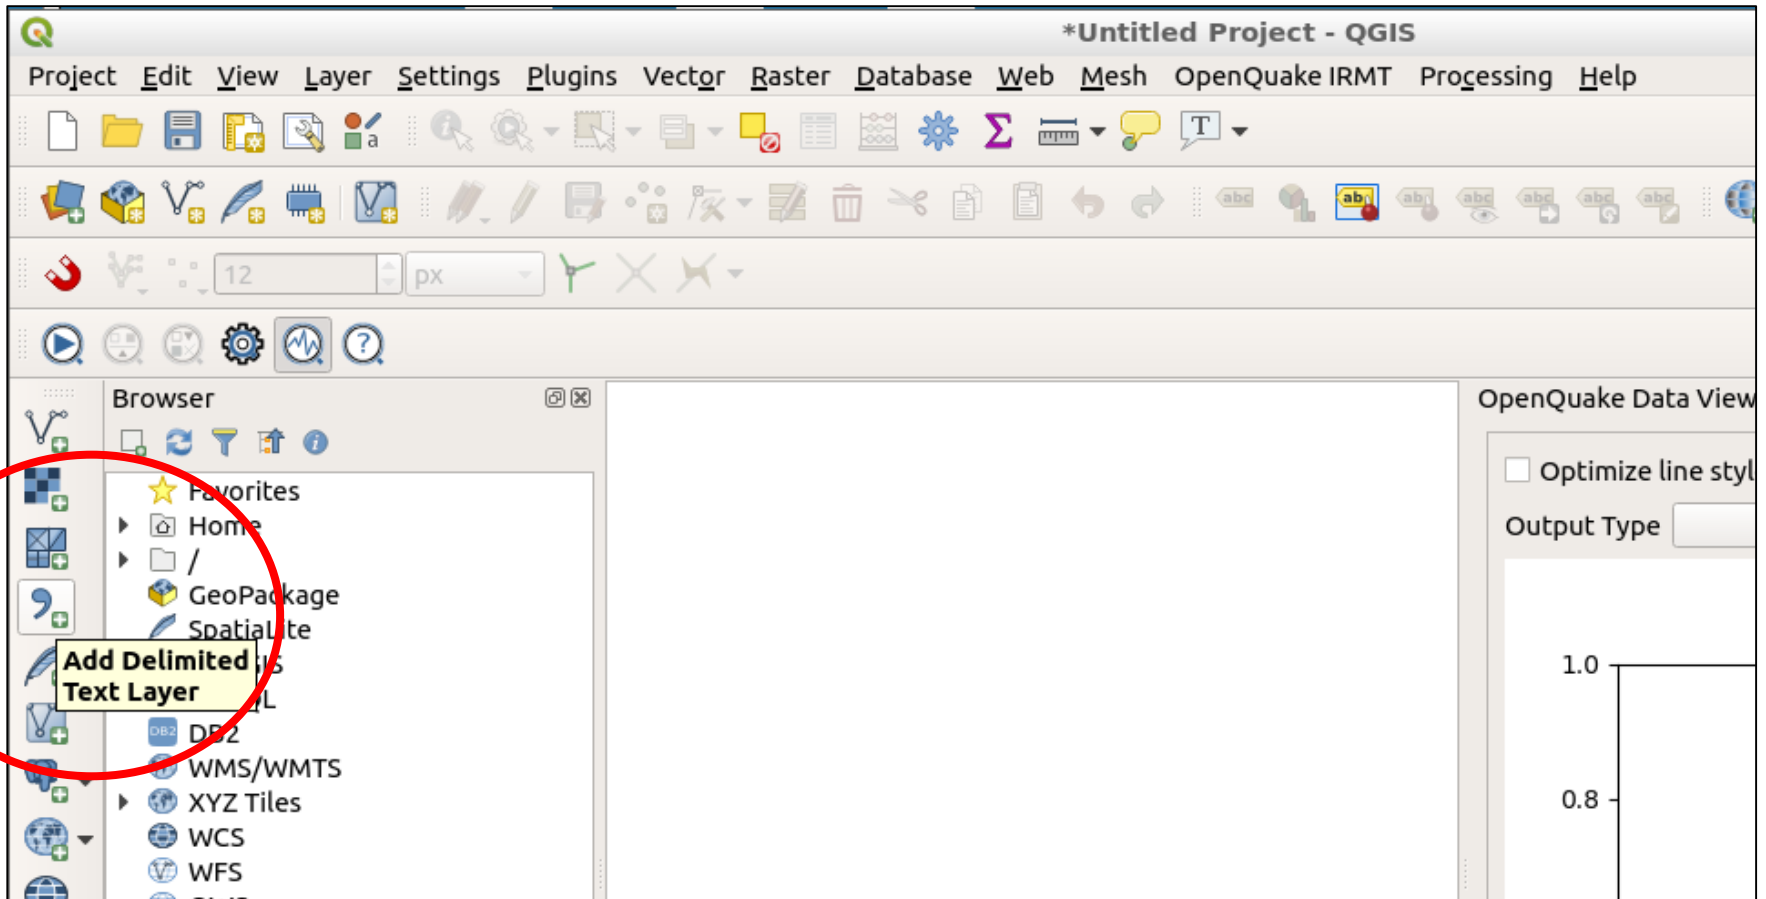 *Untitled Project - QGIS
Project Edit View Layer Settings Plugins Vector Raster Database Web Mesh OpenQuake IRMT Processing Help
a
T
abc
12 px
Browser
OpenQuake Data View
Optimize line styl
Output Type
Favorites
Home
/
GeoPackage
SpatiaLite
Add Delimited
Text Layer
DB2 DB2
WMS/WMTS
XYZ Tiles
WCS
WFS
1.0
0.8